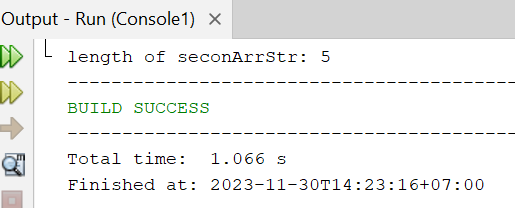 Output - Run (Console1)
length of seconArrStr: 5
------------------------------------------
BUILD SUCCESS
------------------------------------------
Total time:  1.066 s
Finished at: 2023-11-30T14:23:16+07:00